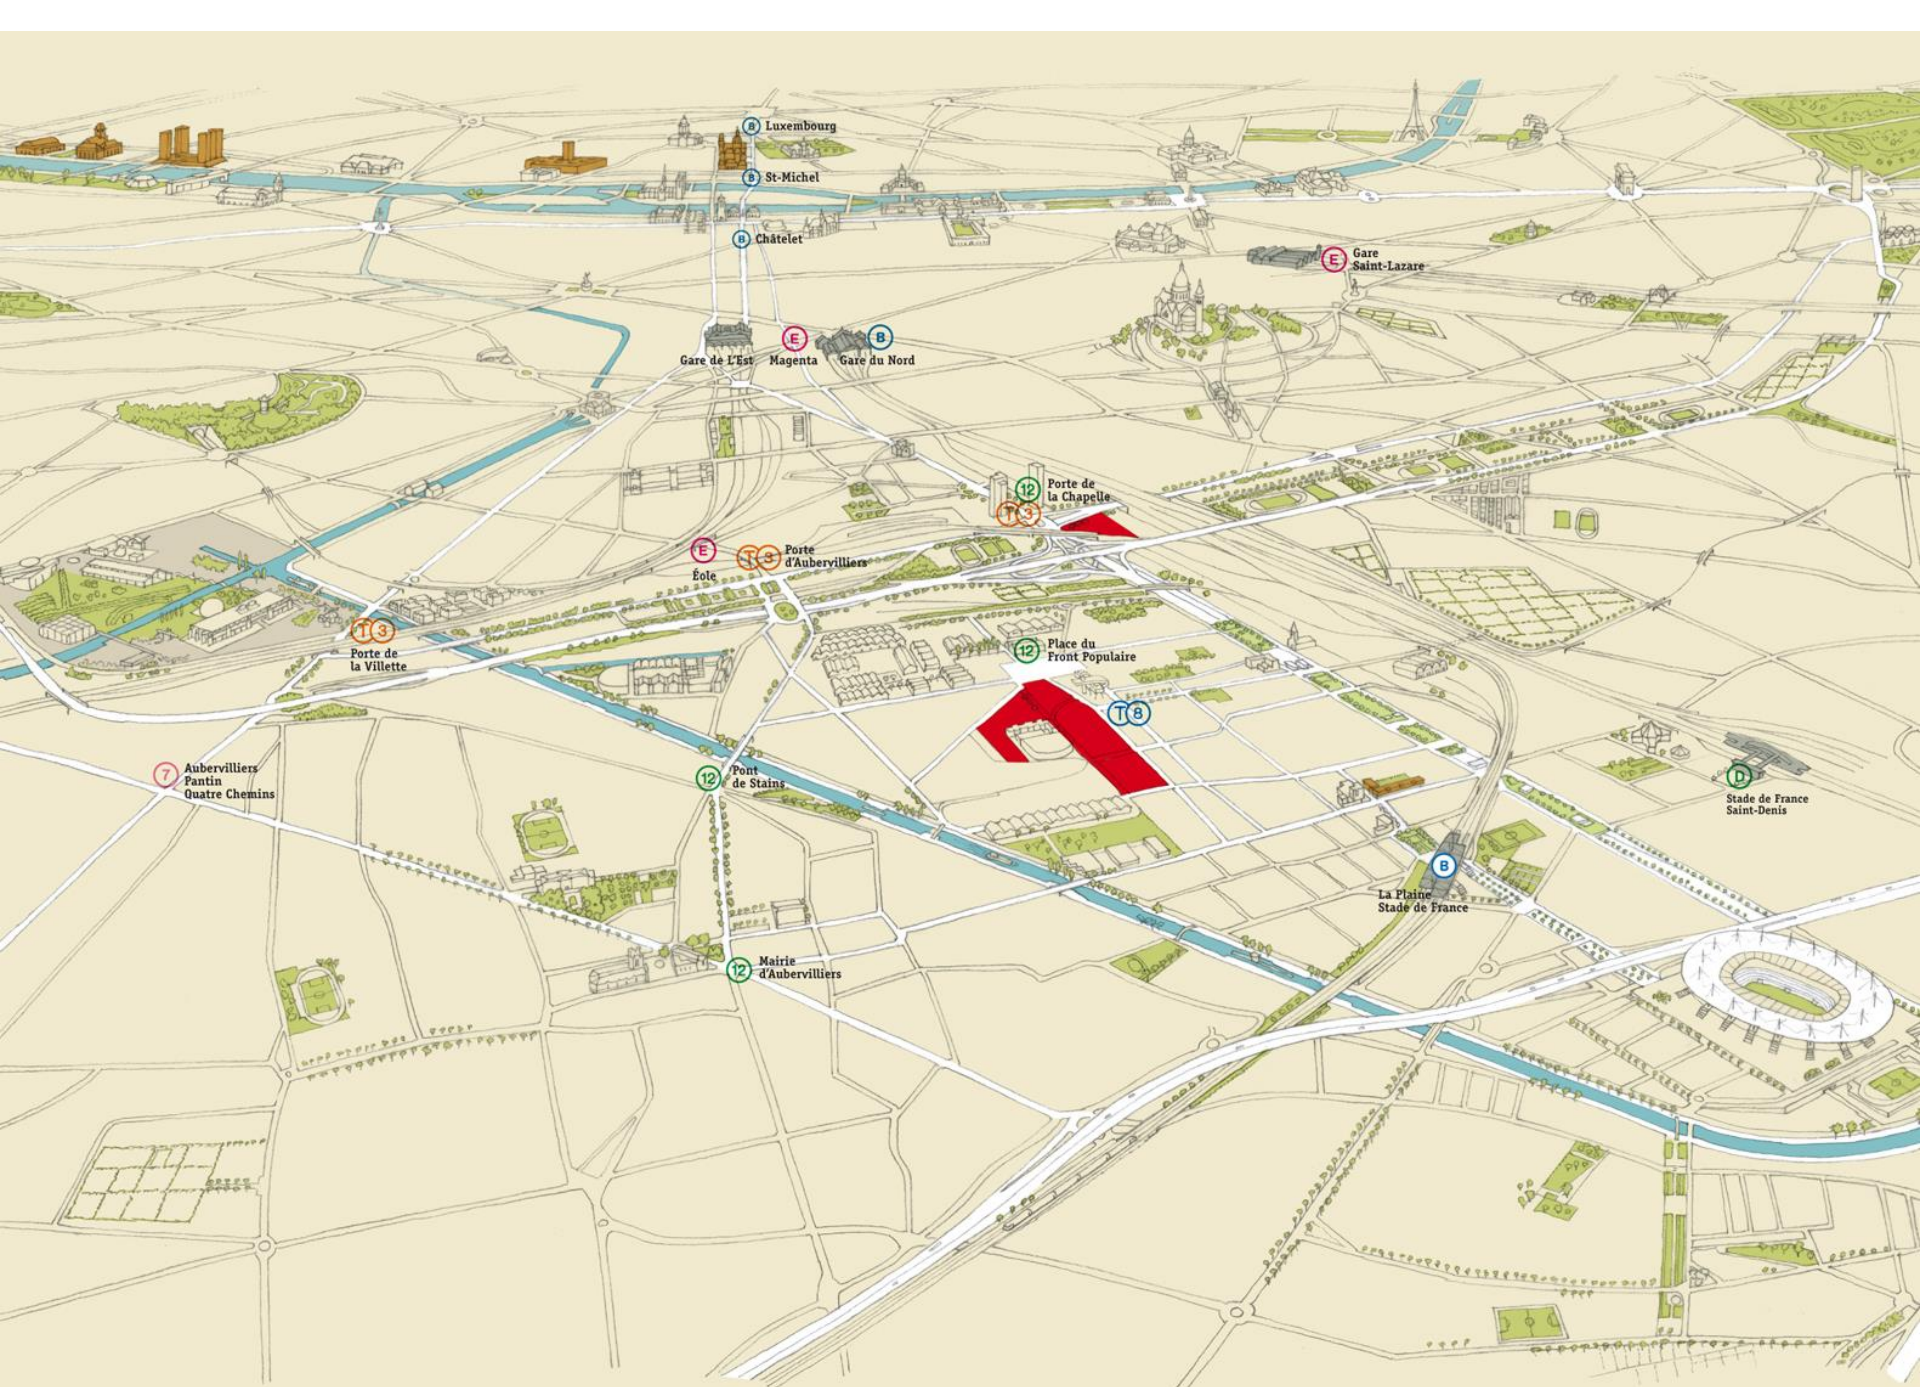 B Luxembourg
B St-Michel
B Châtelet
E Gare
Saint-Lazare
E
B
Gare de L'Est
Magenta
Gare du Nord
12 Porte de
la Chapelle
T 3
E
Éole
T 3 Porte
d'Aubervilliers
T 3
Porte de
la Villette
12 Place du
Front Populaire
T 8
7 Aubervilliers
Pantin
Quatre Chemins
12 Pont
de Stains
D
Stade de France
Saint-Denis
B
La Plaine
Stade de France
12 Mairie
d'Aubervilliers